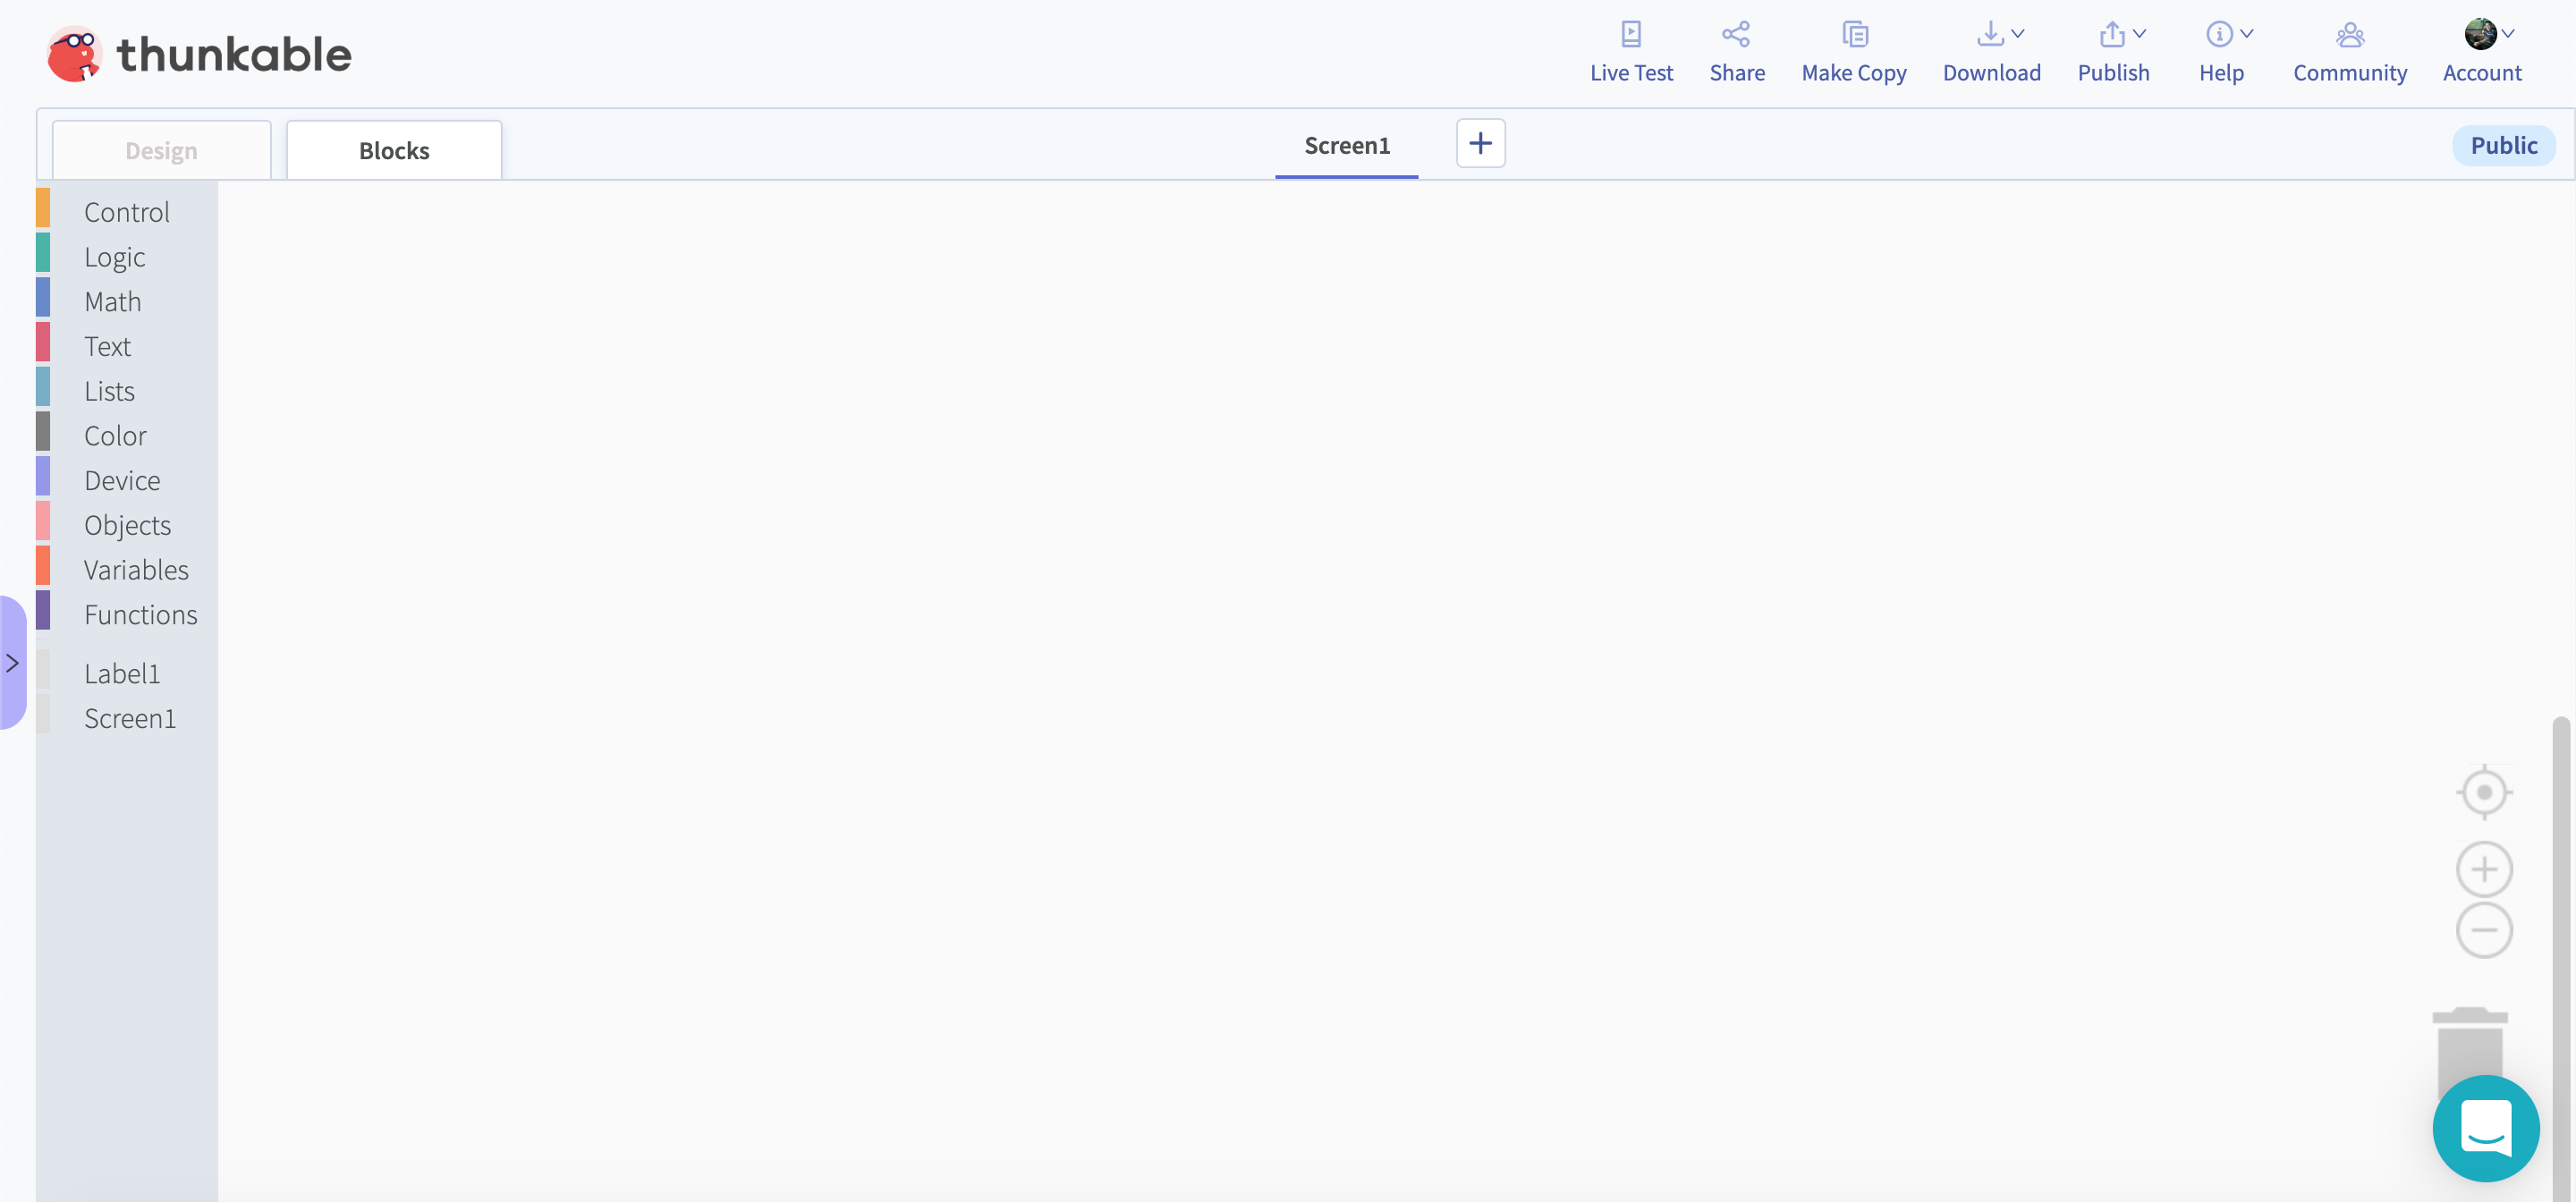 thunkable
Live Test
Share
Make Copy
Download
Publish
Help
Community
Account
Design
Blocks
Screen1
Public
Control
Logic
Math
Text
Lists
Color
Device
Objects
Variables
Functions
Label1
Screen1